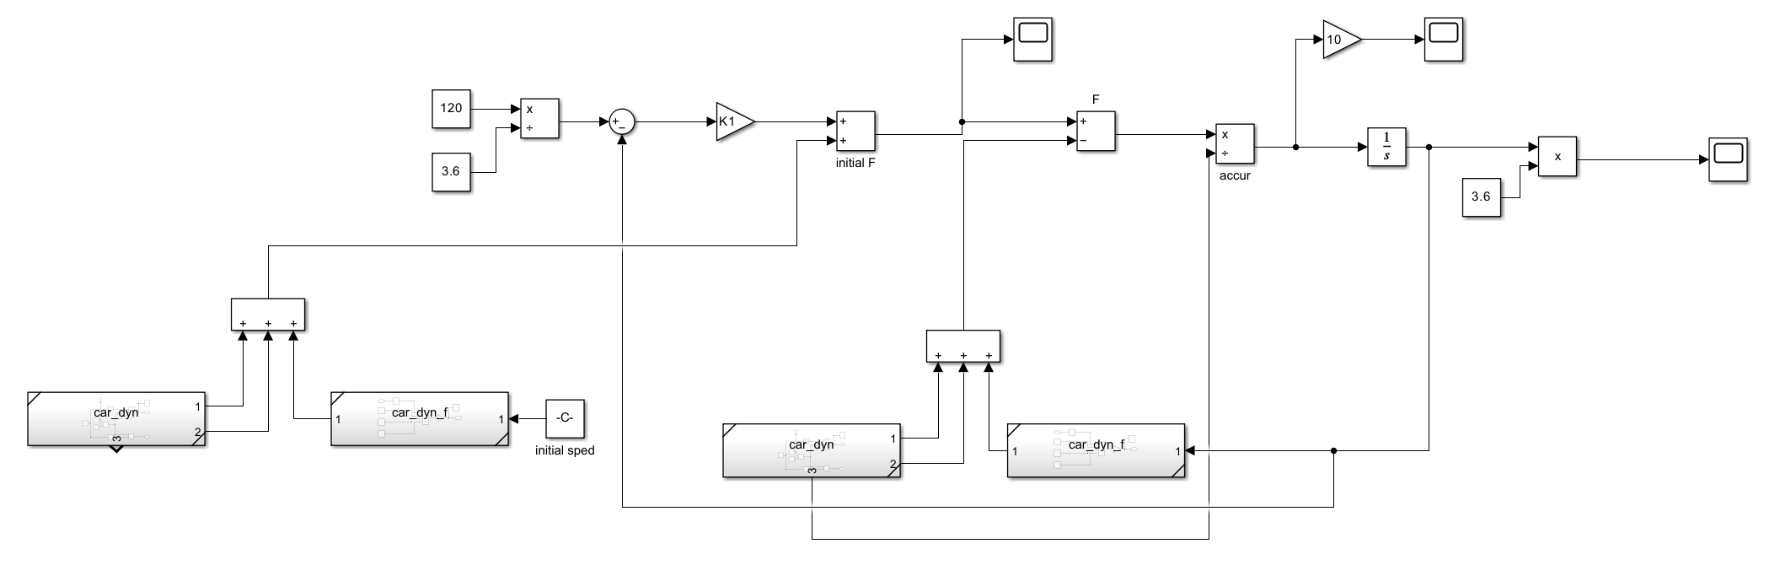 10
F
120
x
÷
+
−
K1
+
+
initial F
+
−
x
÷
accur
1
s
x
3.6
3.6
+ + +
+ + +
car_dyn
1
2
3
car_dyn_f
1
1
-C-
initial sped
car_dyn
1
2
3
car_dyn_f
1
1